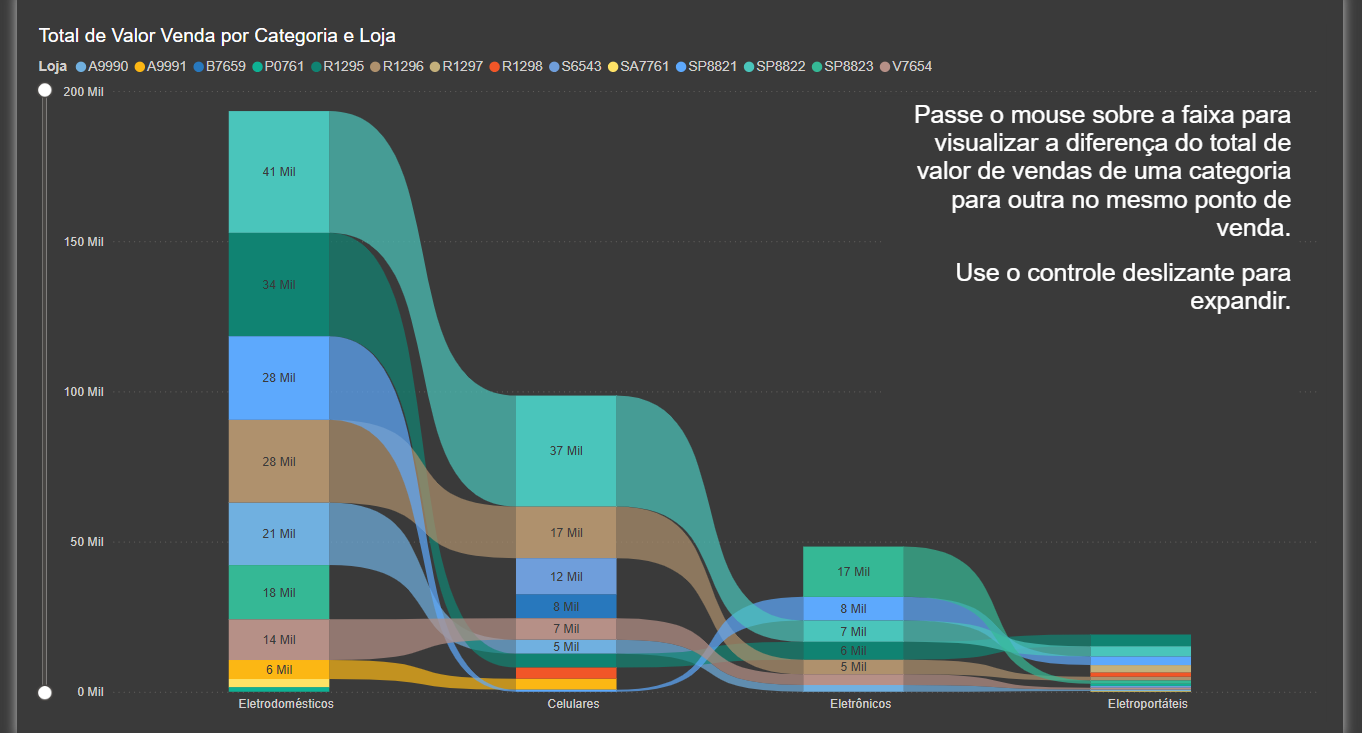 Total de Valor Venda por Categoria e Loja
Loja A9990 A9991 B7659 P0761 R1295 R1296 R1297 R1298 S6543 SA7761 SP8821 SP8822 SP8823 V7654
200 Mil
150 Mil
100 Mil
50 Mil
0 Mil
Passe o mouse sobre a faixa para
visualizar a diferença do total de
valor de vendas de uma categoria
para outra no mesmo ponto de
venda.
Use o controle deslizante para
expandir.
41 Mil
34 Mil
28 Mil
28 Mil
21 Mil
18 Mil
14 Mil
6 Mil
37 Mil
17 Mil
12 Mil
8 Mil
7 Mil
5 Mil
17 Mil
8 Mil
7 Mil
6 Mil
5 Mil
Eletrodomésticos
Celulares
Eletrônicos
Eletroportáteis